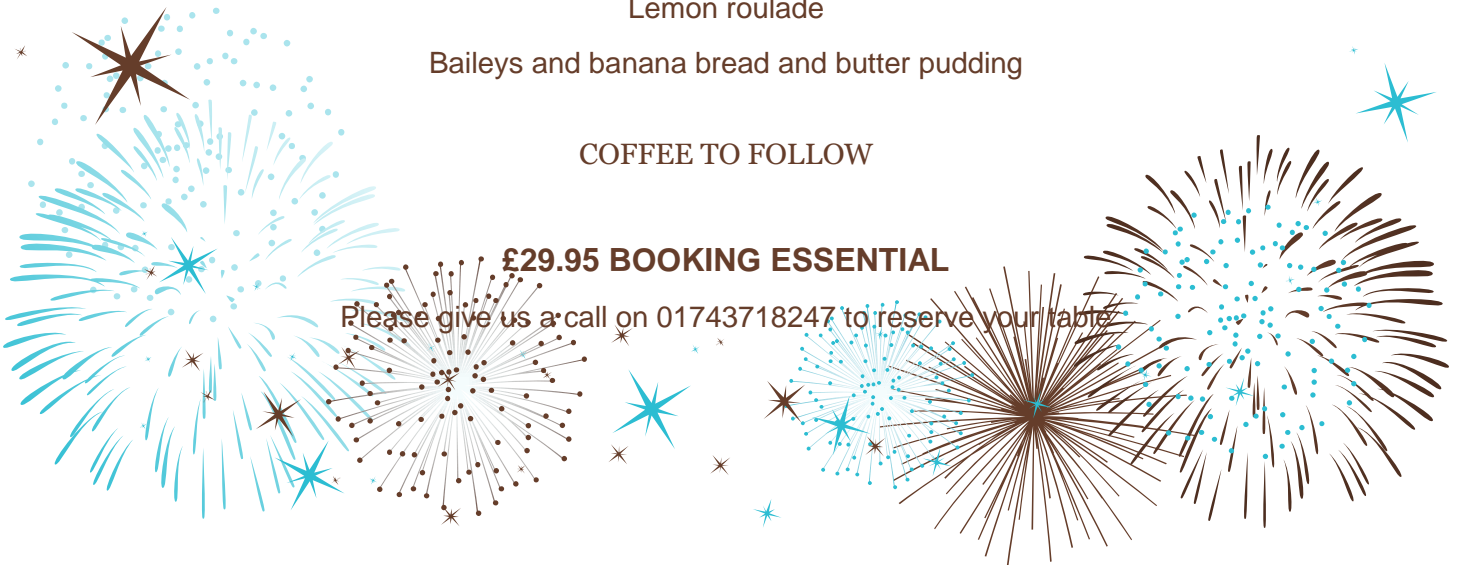 Lemon roulade
Baileys and banana bread and butter pudding
COFFEE TO FOLLOW
£29.95 BOOKING ESSENTIAL
Please give us a call on 01743718247 to reserve your table